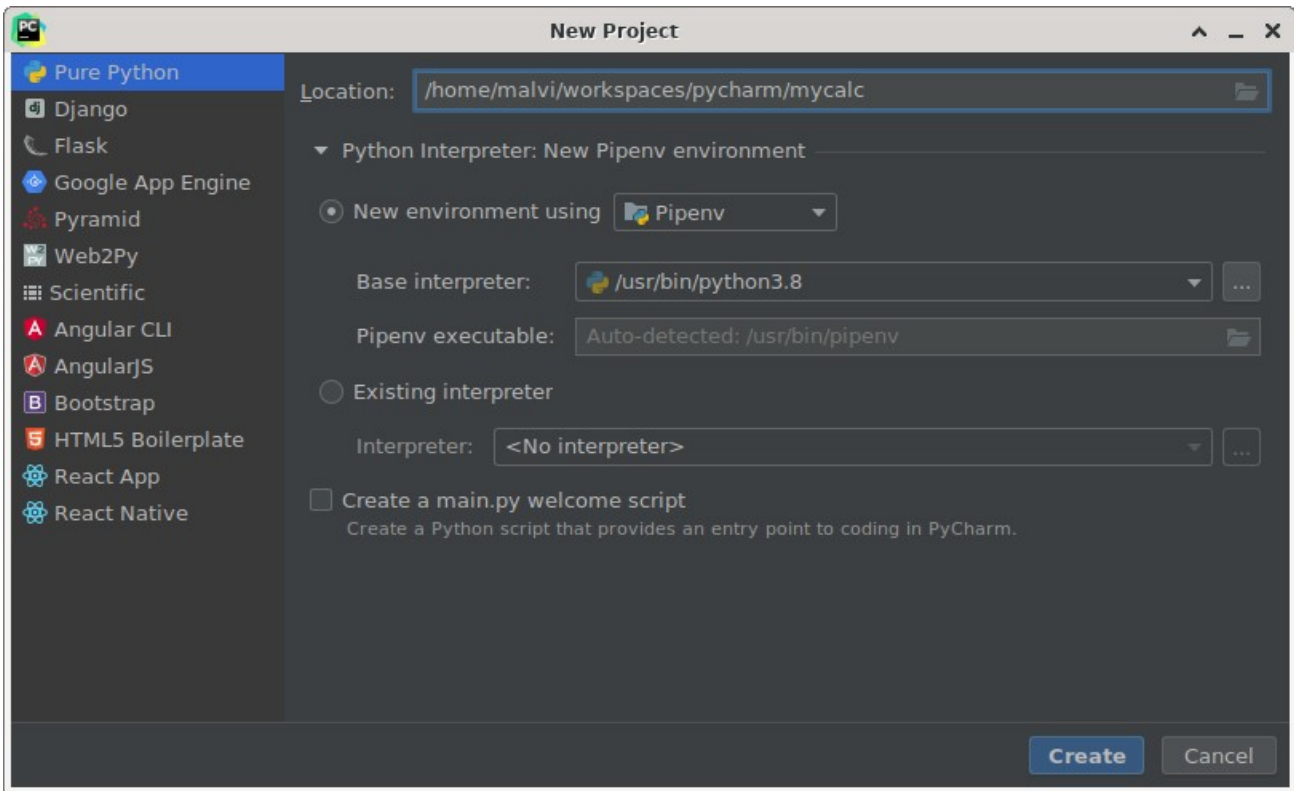 New Project
Pure Python
Django
Flask
Google App Engine
Pyramid
Web2Py
Scientific
Angular CLI
AngularJS
Bootstrap
HTML5 Boilerplate
React App
React Native
Location: /home/malvi/workspaces/pycharm/mycalc
Python Interpreter: New Pipenv environment
New environment using Pipenv
Base interpreter: /usr/bin/python3.8 ...
Pipenv executable: Auto-detected: /usr/bin/pipenv
Existing interpreter
Interpreter: <No interpreter> ...
Create a main.py welcome script
Create a Python script that provides an entry point to coding in PyCharm.
Create Cancel